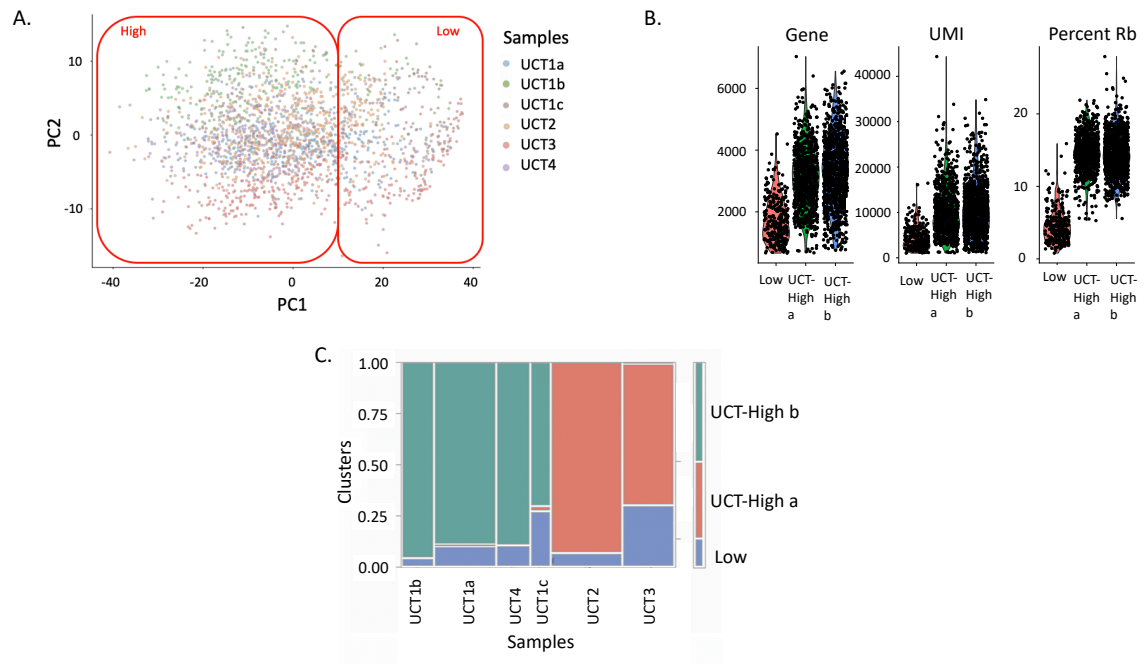 A.
High
Low
Samples
UCT1a
UCT1b
UCT1c
UCT2
UCT3
UCT4
PC2
10
0
-10
-40
-20
0
20
40
PC1
B.
Gene
6000
4000
2000
Low
UCT-
High
a
UCT-
High
b
UMI
40000
30000
20000
10000
0
Low
UCT-
High
a
UCT-
High
b
Percent Rb
20
10
0
Low
UCT-
High
a
UCT-
High
b
C.
Clusters
1.00
0.75
0.50
0.25
0.00
UCT1b
UCT1a
UCT4
UCT1c
UCT2
UCT3
Samples
UCT-High b
UCT-High a
Low